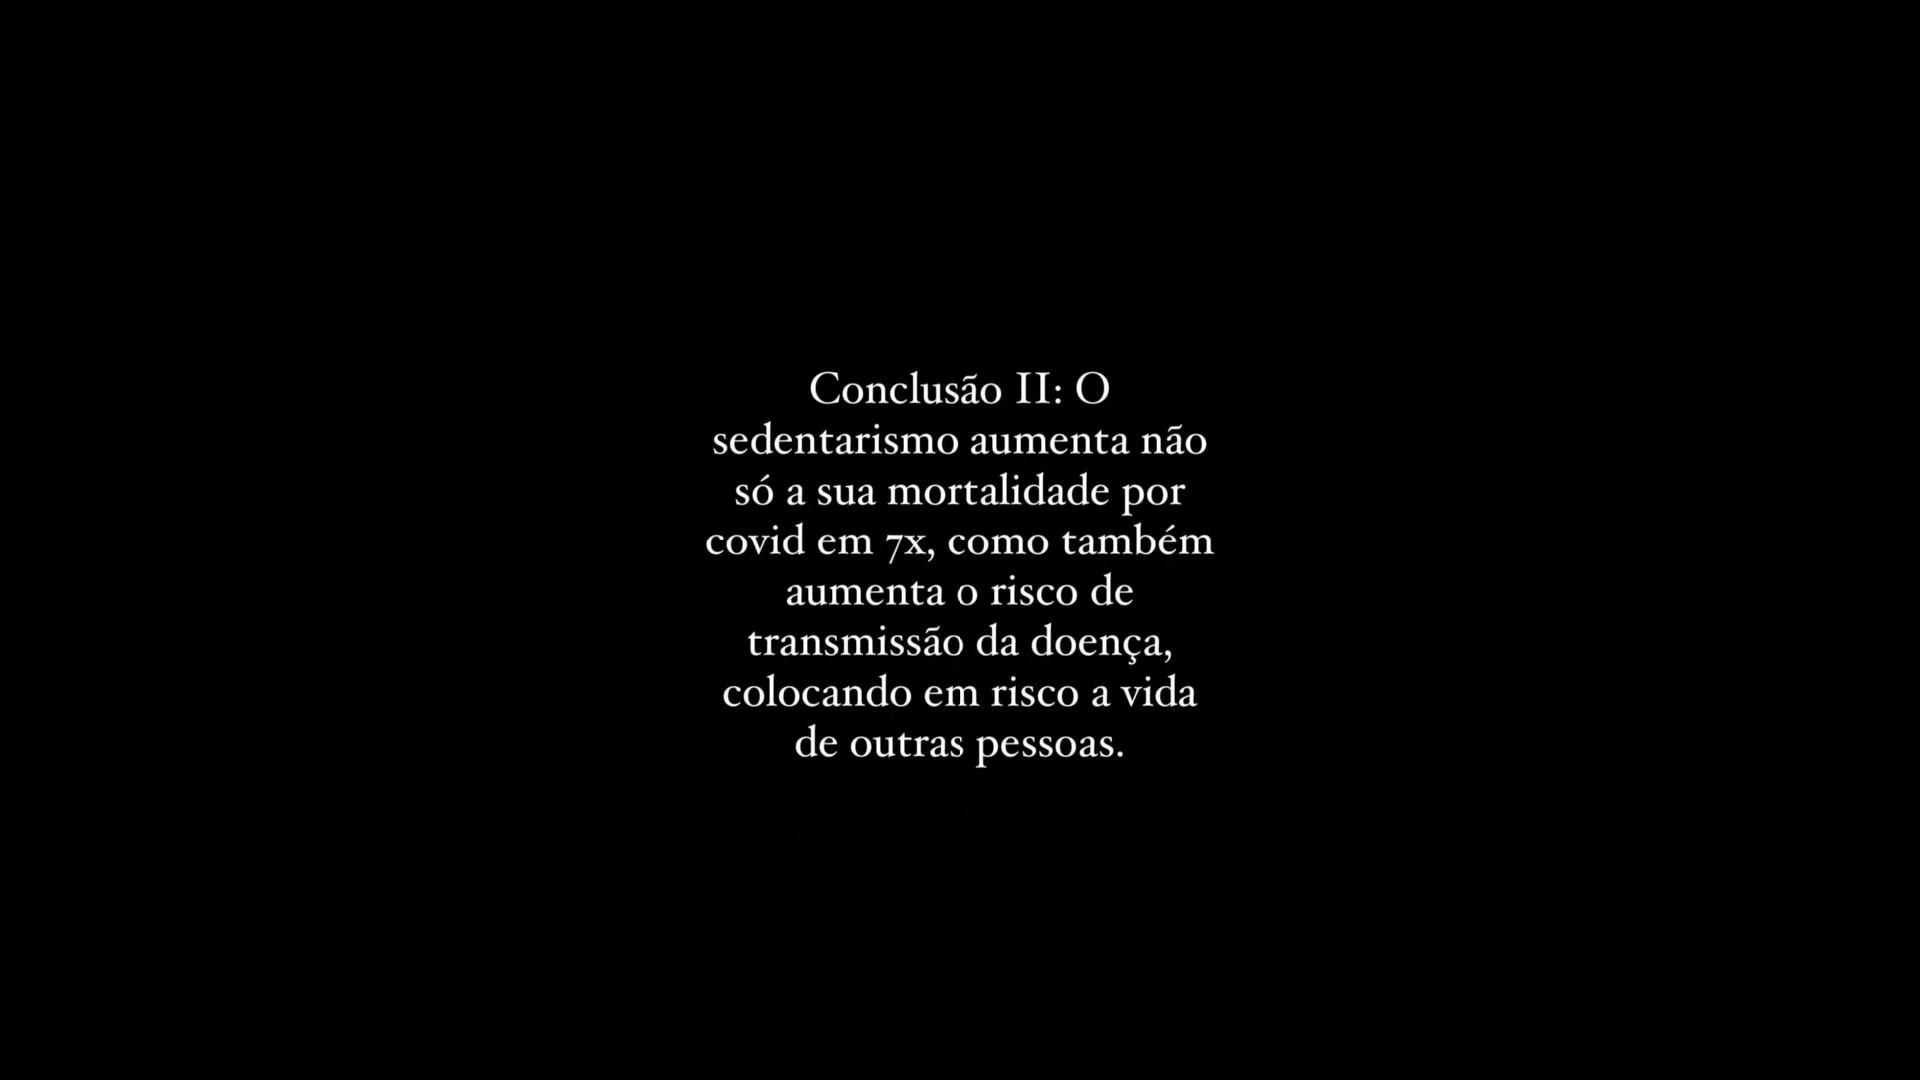 Conclusão II: O
sedentarismo aumenta não
só a sua mortalidade por
covid em 7x, como também
aumenta o risco de
transmissão da doença,
colocando em risco a vida
de outras pessoas.